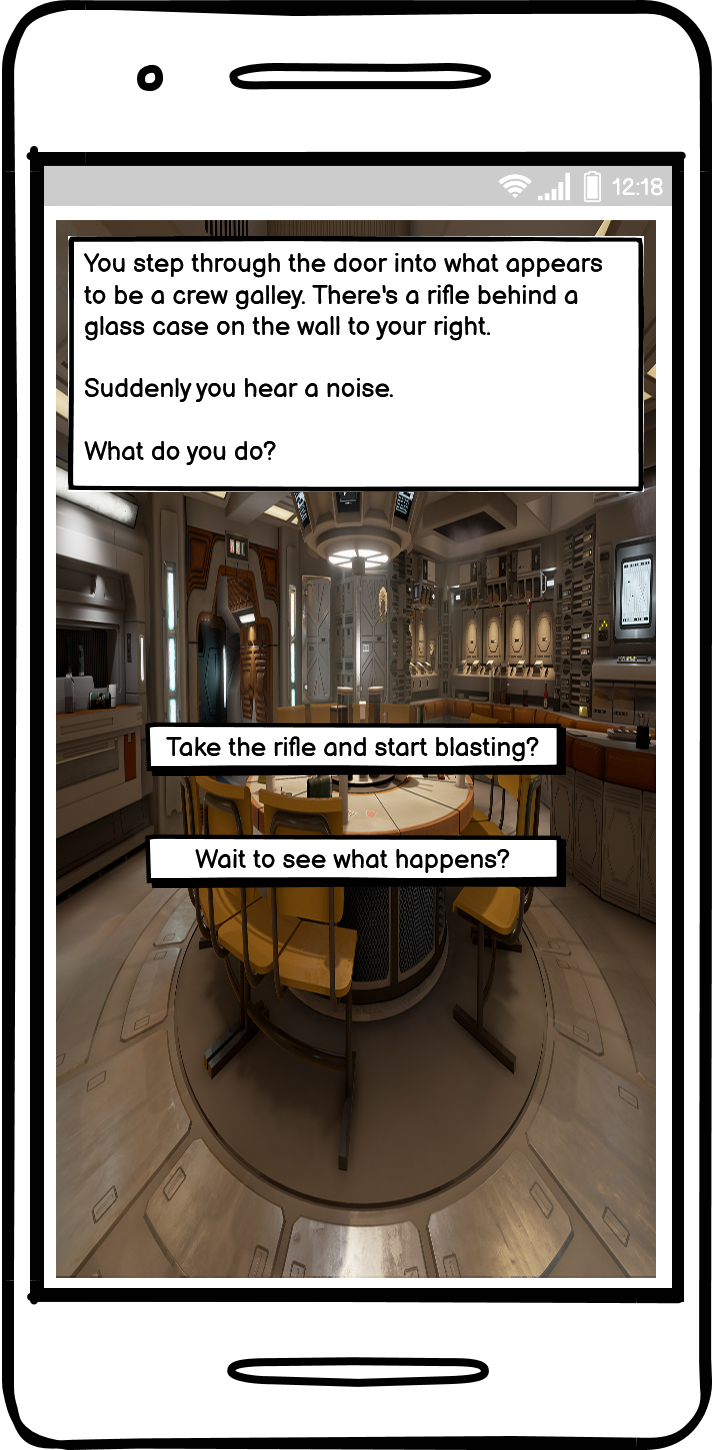 12:18
You step through the door into what appears
to be a crew galley. There's a rifle behind a
glass case on the wall to your right.
Suddenly you hear a noise.
What do you do?
Take the rifle and start blasting?
Wait to see what happens?